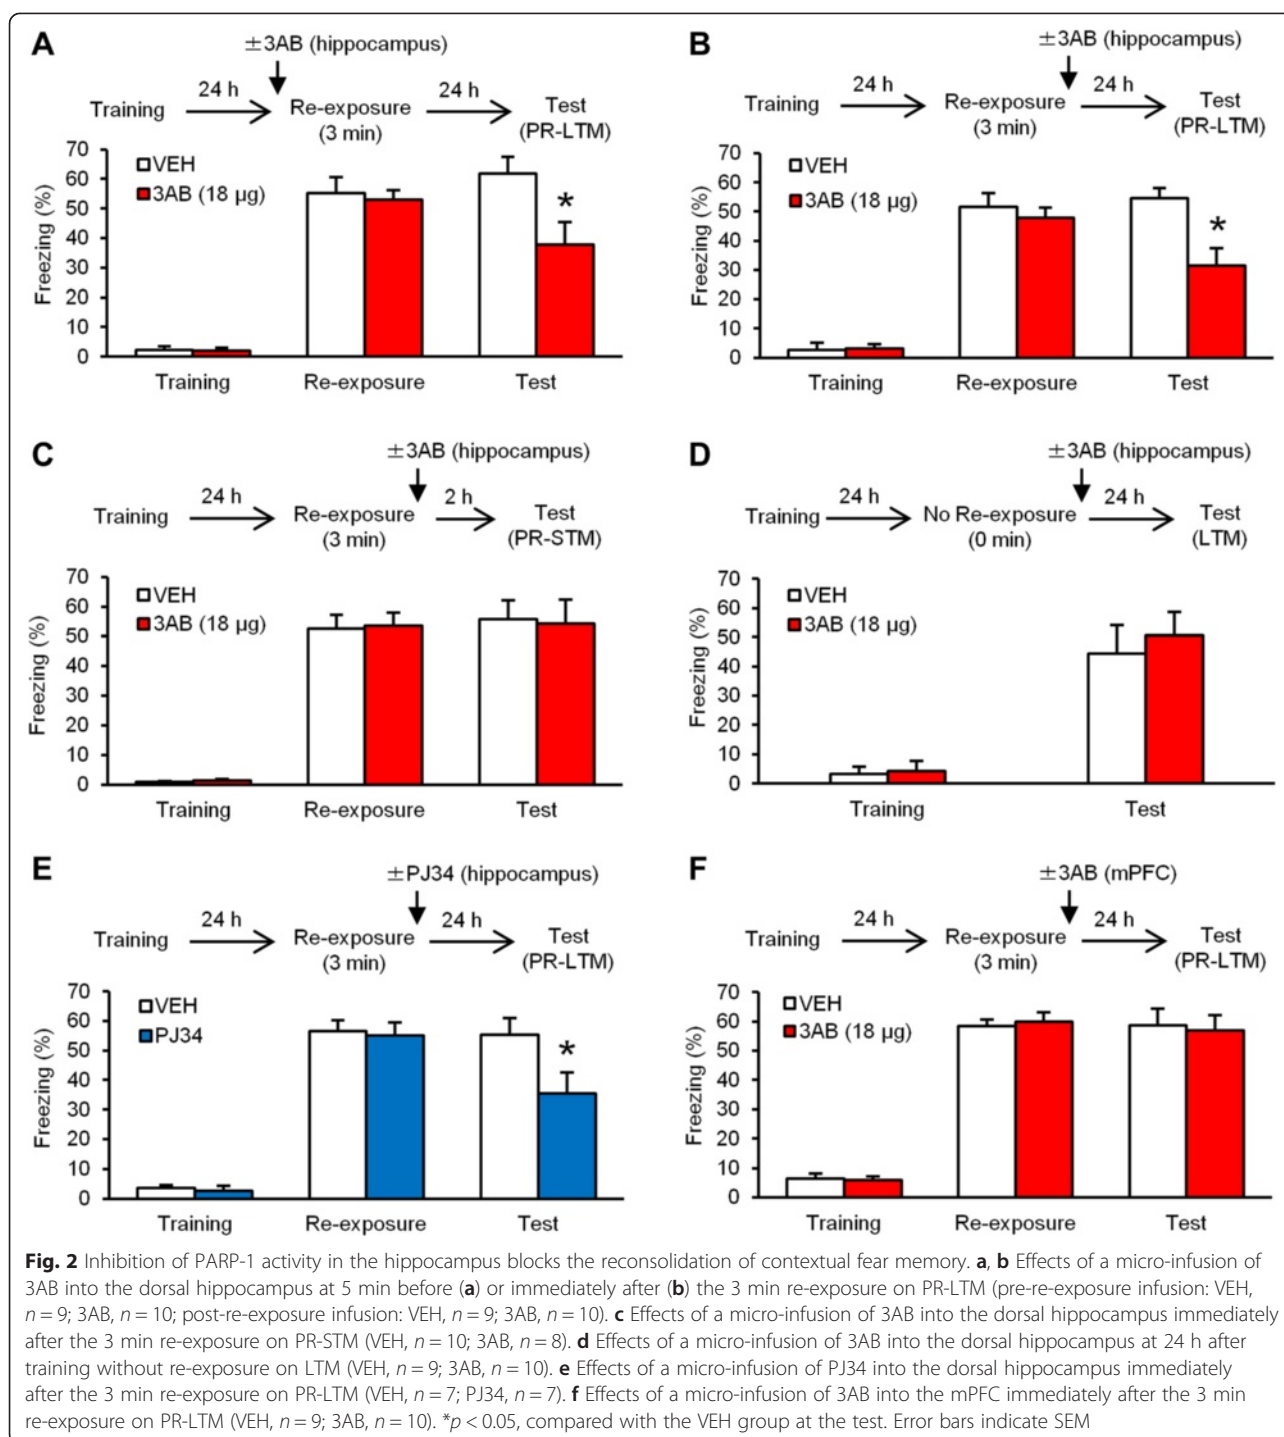 A
±3AB (hippocampus)
24 h
24 h
Training
Re-exposure
(3 min)
Test
(PR-LTM)
Freezing (%)
70
60
50
40
30
20
10
0
VEH
3AB (18 µg)
*
Training
Re-exposure
Test
B
±3AB (hippocampus)
24 h
24 h
Training
Re-exposure
(3 min)
Test
(PR-LTM)
Freezing (%)
70
60
50
40
30
20
10
0
VEH
3AB (18 µg)
*
Training
Re-exposure
Test
C
±3AB (hippocampus)
24 h
2 h
Training
Re-exposure
(3 min)
Test
(PR-STM)
Freezing (%)
70
60
50
40
30
20
10
0
VEH
3AB (18 µg)
Training
Re-exposure
Test
D
±3AB (hippocampus)
24 h
24 h
Training
No Re-exposure
(0 min)
Test
(LTM)
Freezing (%)
70
60
50
40
30
20
10
0
VEH
3AB (18 µg)
Training
Test
E
±PJ34 (hippocampus)
24 h
24 h
Training
Re-exposure
(3 min)
Test
(PR-LTM)
Freezing (%)
70
60
50
40
30
20
10
0
VEH
PJ34
*
Training
Re-exposure
Test
F
±3AB (mPFC)
24 h
24 h
Training
Re-exposure
(3 min)
Test
(PR-LTM)
Freezing (%)
70
60
50
40
30
20
10
0
VEH
3AB (18 µg)
Training
Re-exposure
Test
Fig. 2 Inhibition of PARP-1 activity in the hippocampus blocks the reconsolidation of contextual fear memory. a, b Effects of a micro-infusion of
3AB into the dorsal hippocampus at 5 min before (a) or immediately after (b) the 3 min re-exposure on PR-LTM (pre-re-exposure infusion: VEH,
n = 9; 3AB, n = 10; post-re-exposure infusion: VEH, n = 9; 3AB, n = 10). c Effects of a micro-infusion of 3AB into the dorsal hippocampus immediately
after the 3 min re-exposure on PR-STM (VEH, n = 10; 3AB, n = 8). d Effects of a micro-infusion of 3AB into the dorsal hippocampus at 24 h after
training without re-exposure on LTM (VEH, n = 9; 3AB, n = 10). e Effects of a micro-infusion of PJ34 into the dorsal hippocampus immediately
after the 3 min re-exposure on PR-LTM (VEH, n = 7; PJ34, n = 7). f Effects of a micro-infusion of 3AB into the mPFC immediately after the 3 min
re-exposure on PR-LTM (VEH, n = 9; 3AB, n = 10). *p < 0.05, compared with the VEH group at the test. Error bars indicate SEM